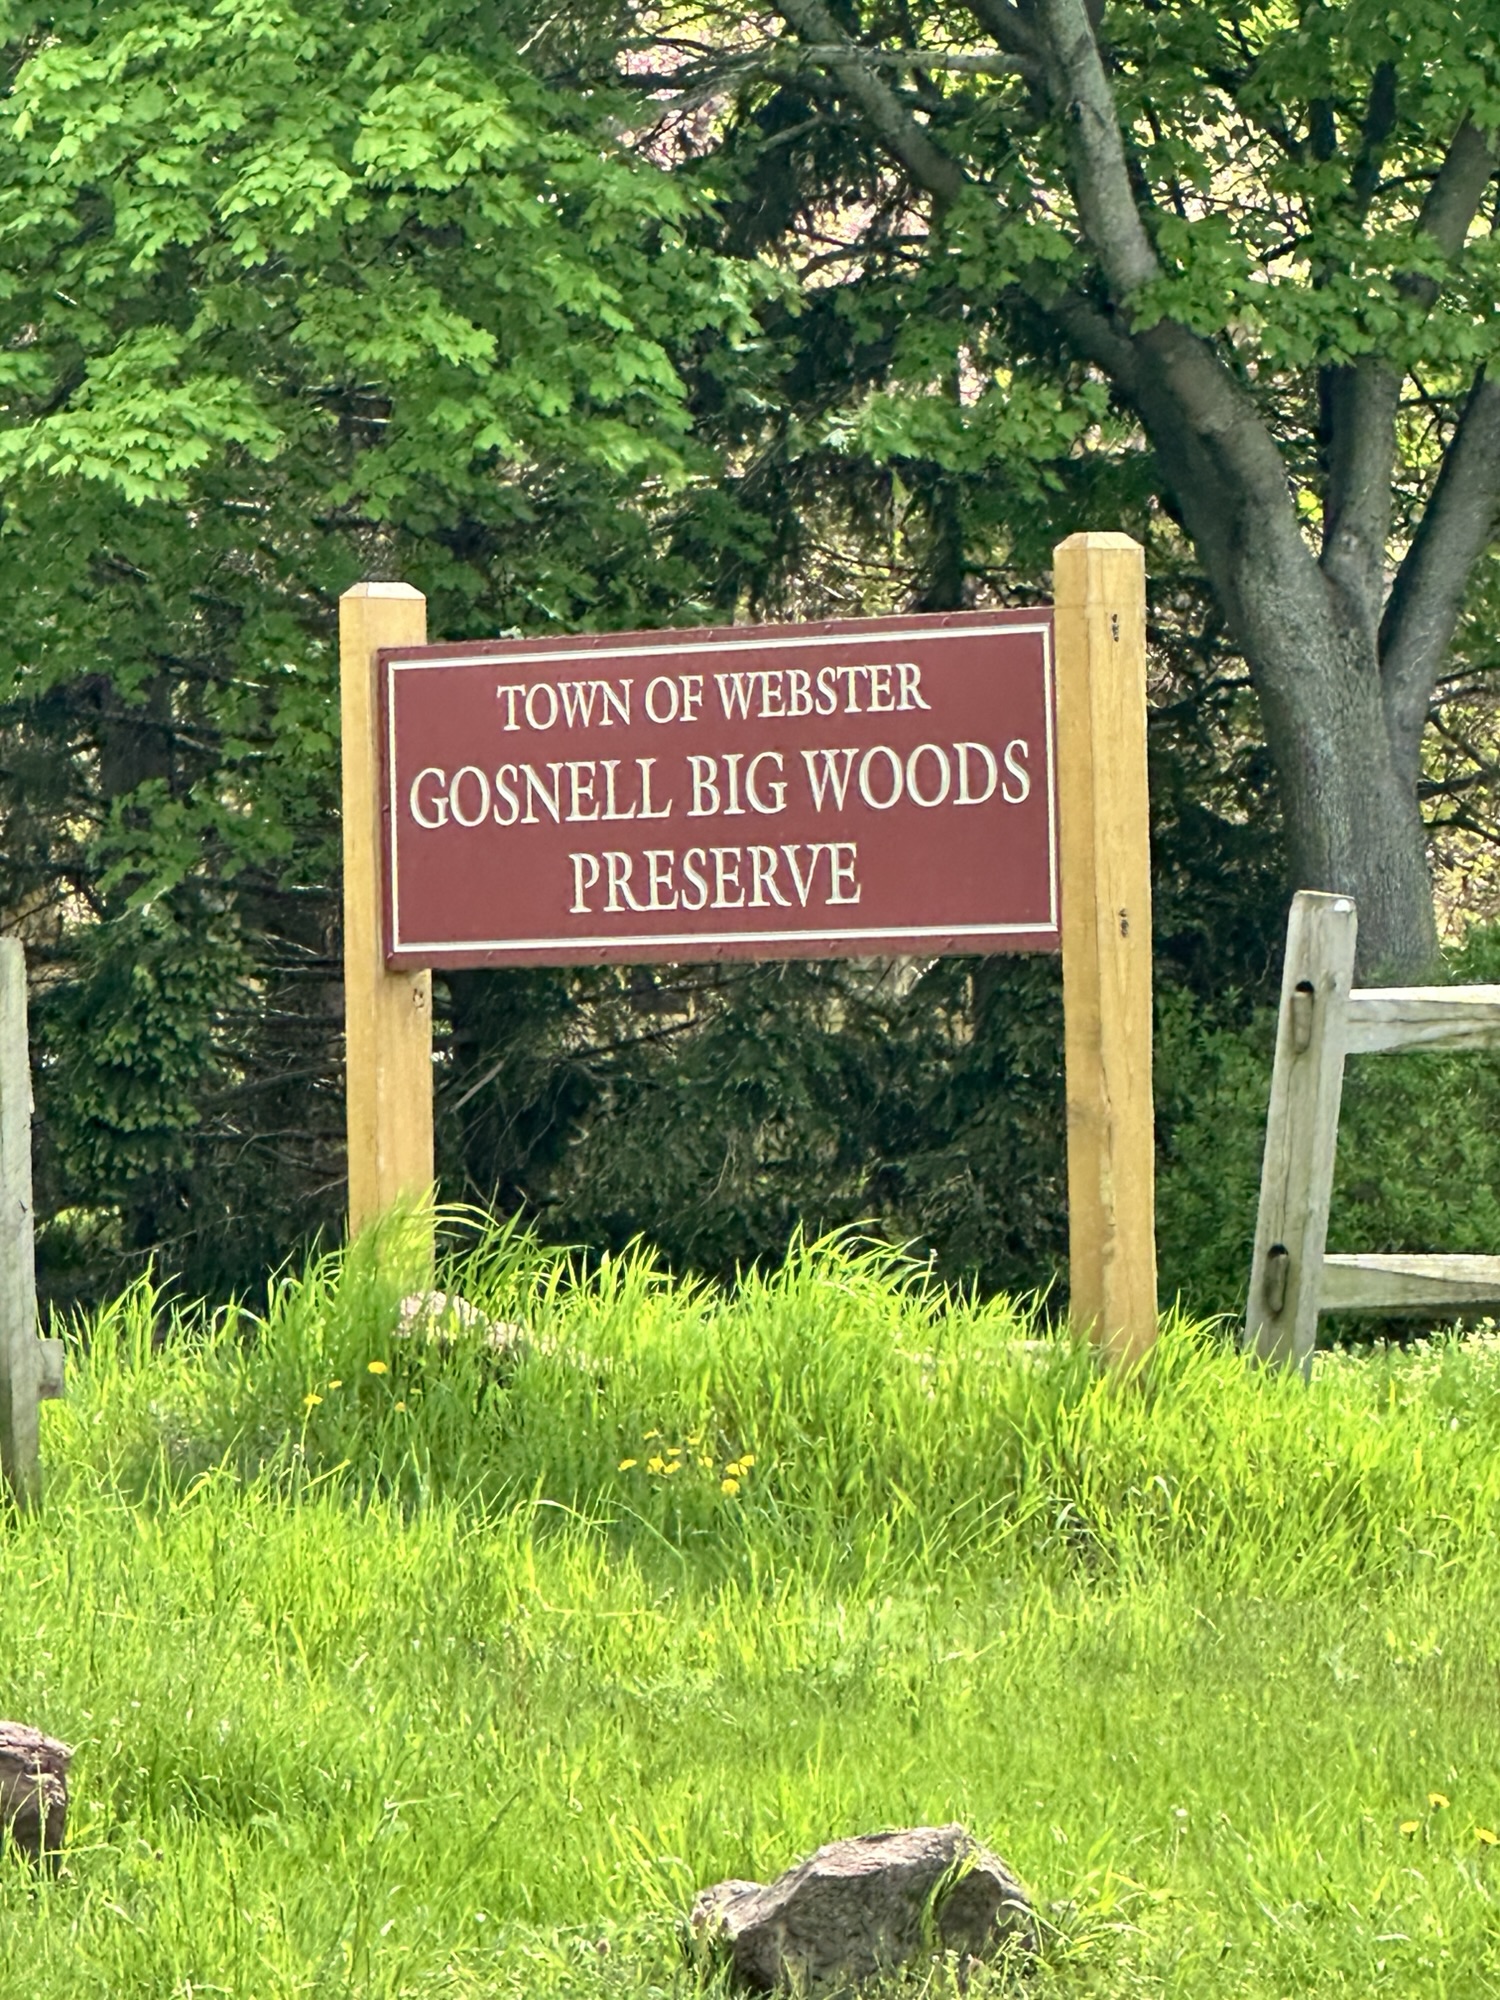 TOWN OF WEBSTER
GOSNELL BIG WOODS
PRESERVE